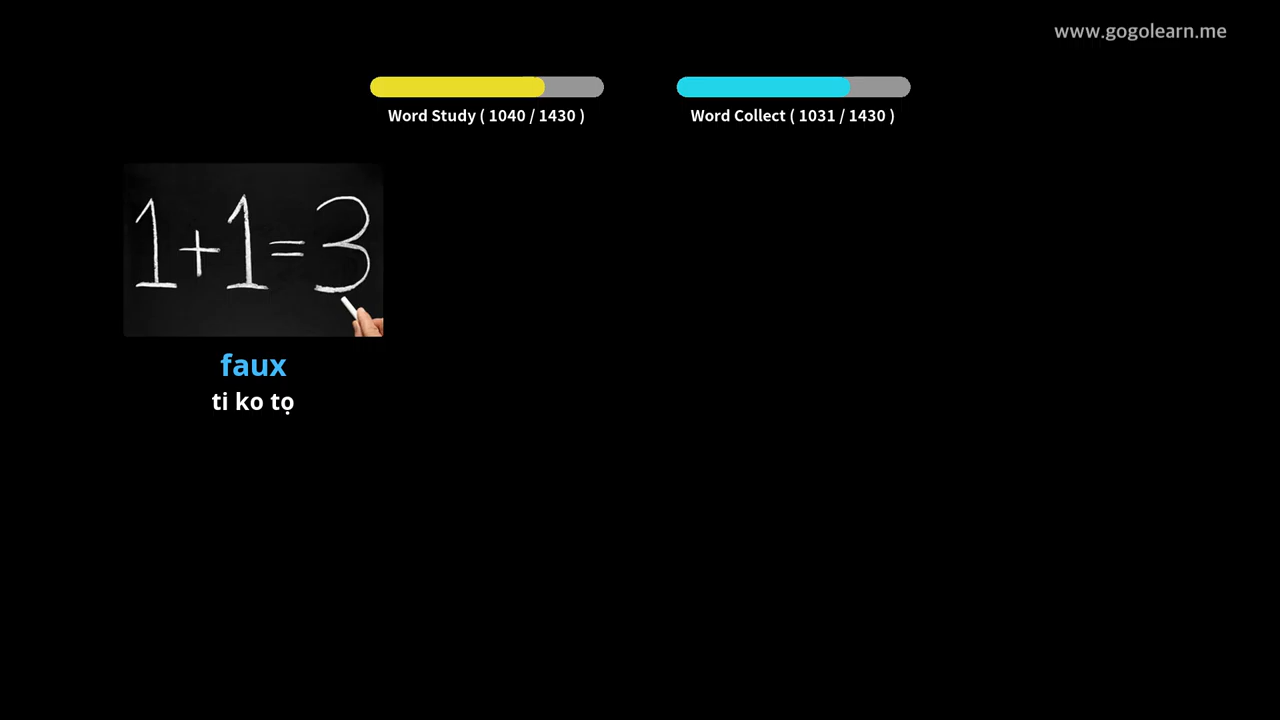 www.gogolearn.me
Word Study ( 1040 / 1430 )
Word Collect ( 1031 / 1430 )
1+1=3
faux
ti ko tọ